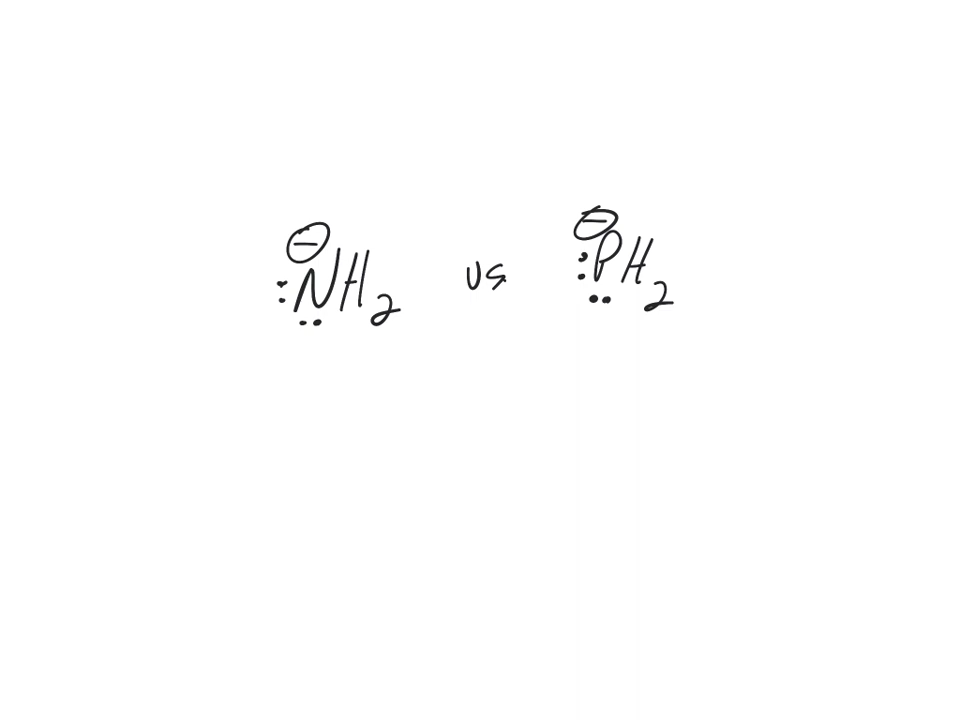 ⊖ ⊖
:NH2 vs :PH2
.. ..